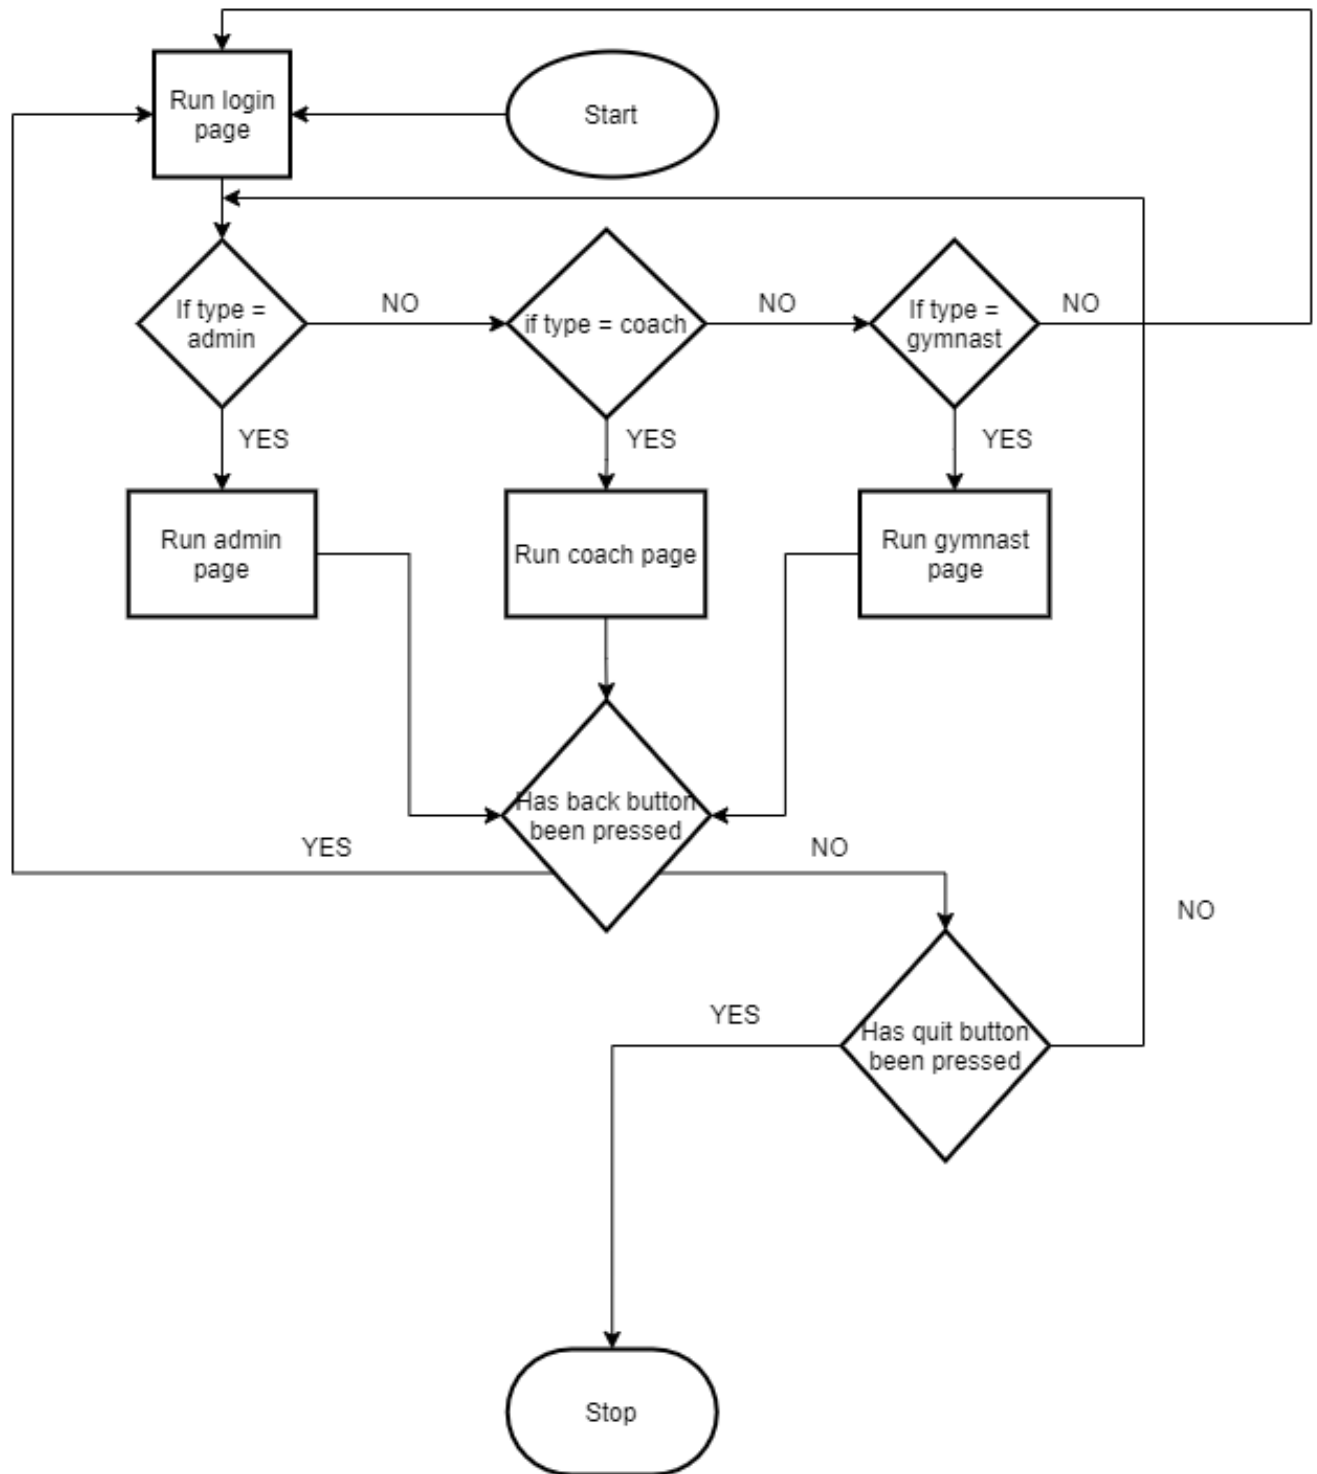 Run login
page
Start
If type =
admin
NO
if type = coach
NO
If type =
gymnast
NO
YES
YES
YES
Run admin
page
Run coach page
Run gymnast
page
Has back button
been pressed
YES
NO
NO
YES
Has quit button
been pressed
Stop